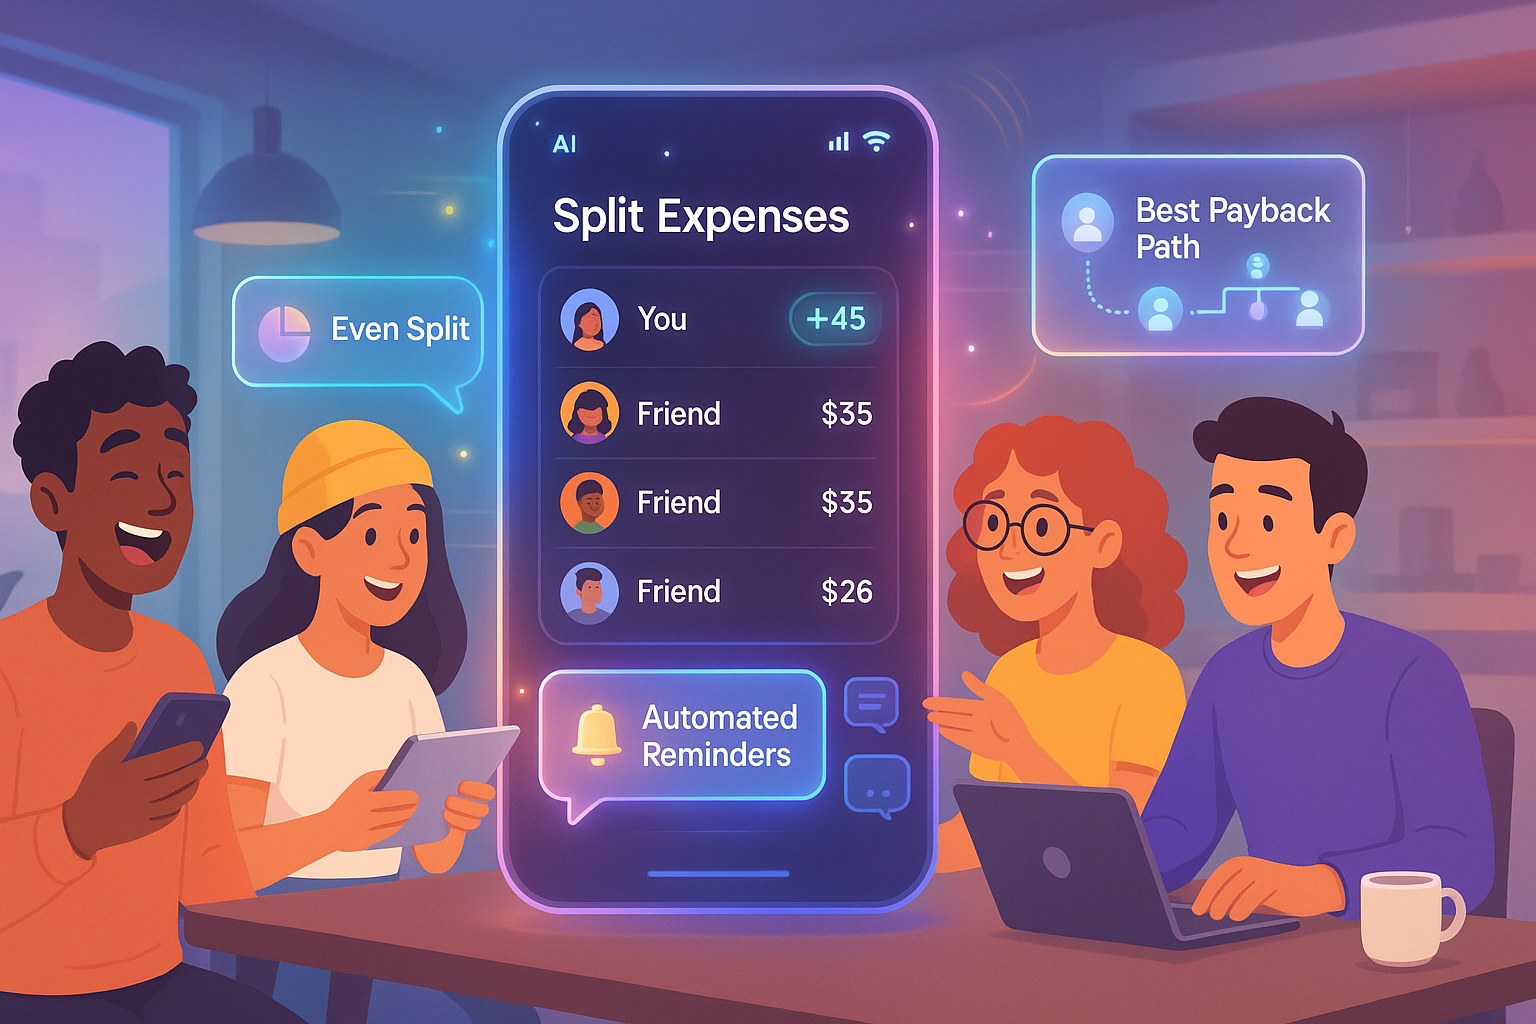 AI
Split Expenses
Even Split
Best Payback
Path
You +45
Friend $35
Friend $35
Friend $26
Automated
Reminders